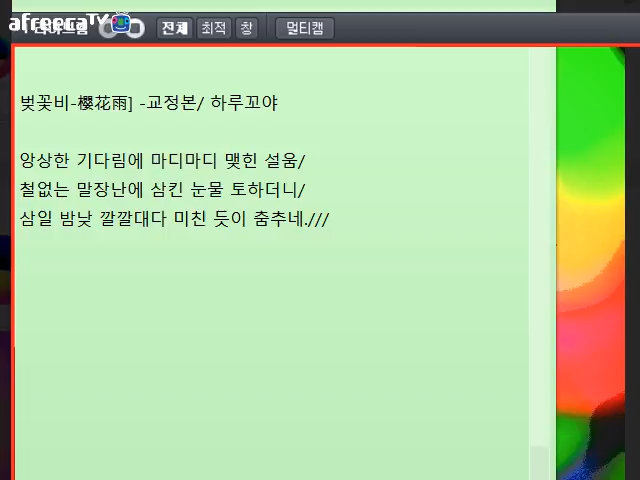 afreecaTV
전체 최적 창 멀티캠
벚꽃비-樱花雨] -교정본/ 하루꼬야
앙상한 기다림에 마디마디 맺힌 설움/
철없는 말장난에 삼킨 눈물 토하더니/
삼일 밤낮 깔깔대다 미친 듯이 춤추네.///